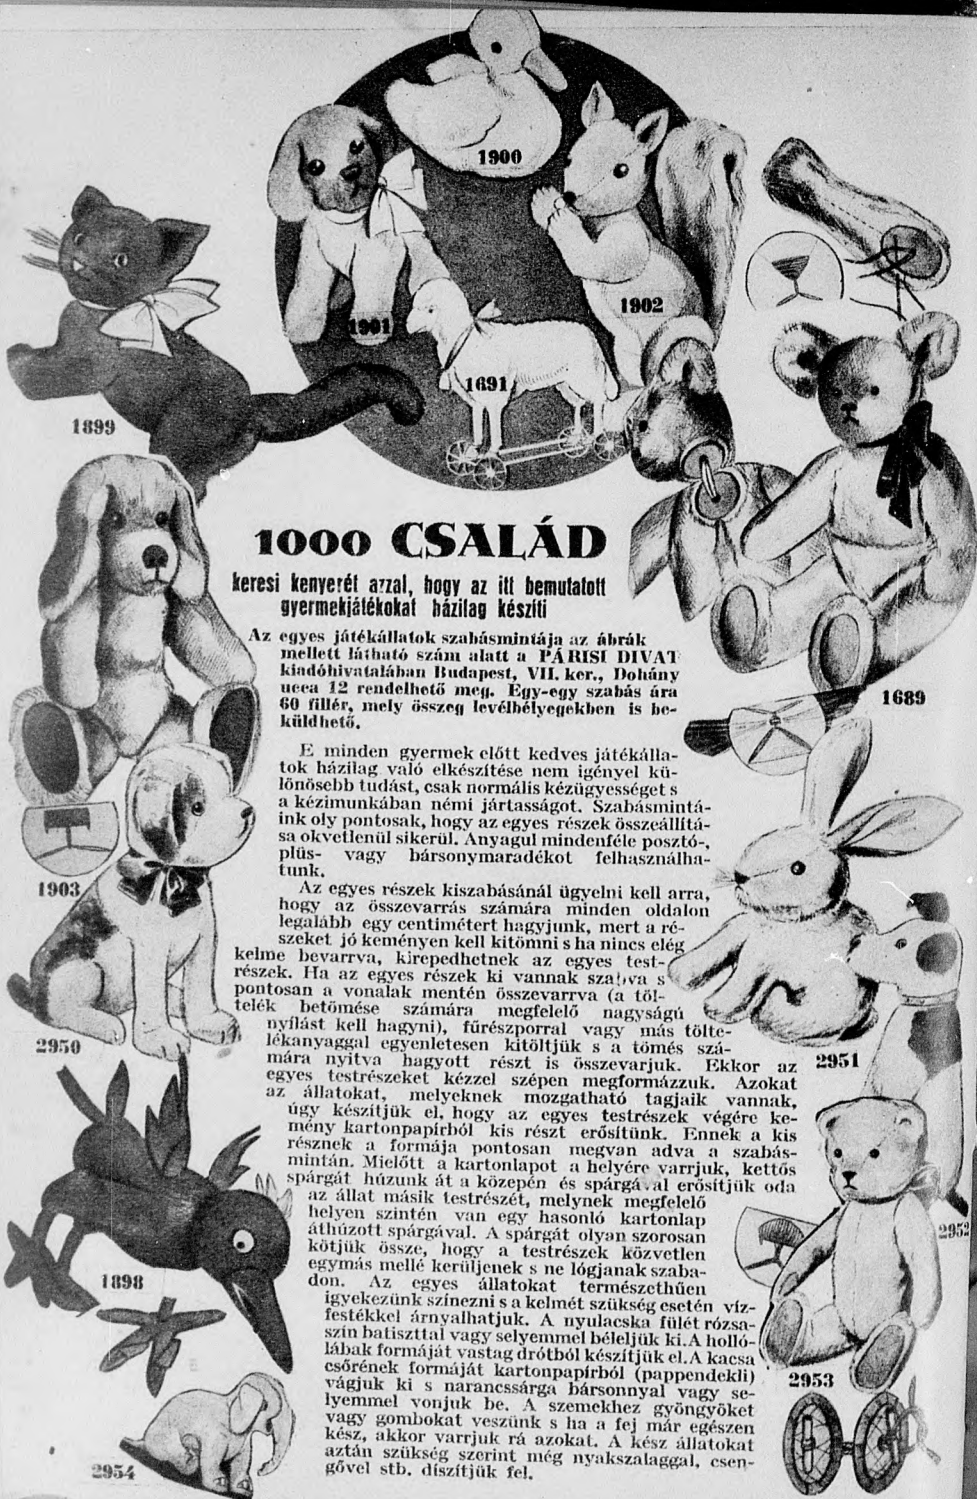 1900
1902
1901
1691
1899
1000 CSALÁD
keresi kenyerét azzal, hogy az itt bemutatott
gyermekjátékokat házilag készíti
Az egyes játékállatok szabásmintája az ábrák
mellett látható szám alatt a PÁRISI DIVAT
kiadóhivatalában Budapest, VII. ker., Dohány
ucca 12 rendelhető meg. Egy-egy szabás ára
60 fillér, mely összeg levélbélyegekben is be-
küldhető.
1689
E minden gyermek előtt kedves játékálla-
tok házilag való elkészítése nem igényel kü-
lönösebb tudást, csak normális kézügyességet s
a kézimunkában némi jártasságot. Szabásmintá-
ink oly pontosak, hogy az egyes részek összeállítá-
sa okvetlenül sikerül. Anyagul mindenféle posztó-,
plüs- vagy bársonymaradékot felhasználha-
tunk.
1903
Az egyes részek kiszabásánál ügyelni kell arra,
hogy az összevarrás számára minden oldalon
legalább egy centimétert hagyjunk, mert a ré-
szeket jó keményen kell kitömni s ha nincs elég
kelme bevarrva, kirepedhetnek az egyes test-
részek. Ha az egyes részek ki vannak szabva s
pontosan a vonalak mentén összevarrva (a töl-
telék betömése számára megfelelő nagyságú
nyílást kell hagyni), fűrészporral vagy más tölte-
lékanyaggal egyenletesen kitöltjük s a tömés szá-
mára nyitva hagyott részt is összevarjuk. Ekkor az
egyes testrészeket kézzel szépen megformázzuk. Azokat
az állatokat, melyeknek mozgatható tagjaik vannak,
úgy készítjük el, hogy az egyes testrészek végére ke-
mény kartonpapírból kis részt erősítünk. Ennek a kis
résznek a formája pontosan megvan adva a szabás-
mintán. Mielőtt a kartonlapot a helyére varrjuk, kettős
spárgát húzunk át a közepén és spárgával erősítjük oda
az állat másik testrészét, melynek megfelelő
helyen szintén van egy hasonló kartonlap
áthúzott spárgával. A spárgát olyan szorosan
kötjük össze, hogy a testrészek közvetlen
egymás mellé kerüljenek s ne lógjanak szaba-
don. Az egyes állatokat természethűen
igyekezünk színezni s a kelmét szükség esetén víz-
festékkel árnyalhatjuk. A nyulacska fülét rózsa-
szín batiszttal vagy selyemmel béleljük ki. A holló-
lábak formáját vastag drótból készítjük el. A kacsa
csőrének formáját kartonpapírból (pappendekli)
vágjuk ki s narancssárga bársonnyal vagy se-
lyemmel vonjuk be. A szemekhez gyöngyöket
vagy gombokat veszünk s ha a fej már egészen
kész, akkor varrjuk rá azokat. A kész állatokat
aztán szükség szerint még nyakszalaggal, csen-
gővel stb. díszítjük fel.
2950
2951
2952
1898
2953
2954